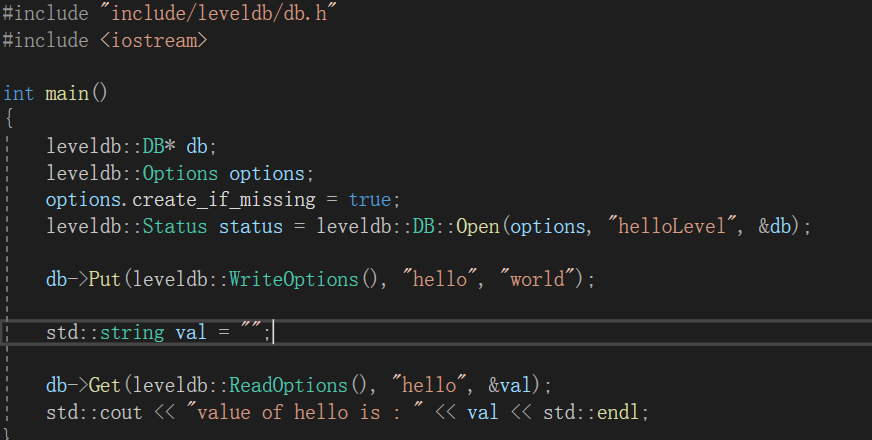 #include "include/leveldb/db.h"
#include <iostream>
int main()
{
leveldb::DB* db;
leveldb::Options options;
options.create_if_missing = true;
leveldb::Status status = leveldb::DB::Open(options, "helloLevel", &db);
db->Put(leveldb::WriteOptions(), "hello", "world");
std::string val = "";
db->Get(leveldb::ReadOptions(), "hello", &val);
std::cout << "value of hello is : " << val << std::endl;
}